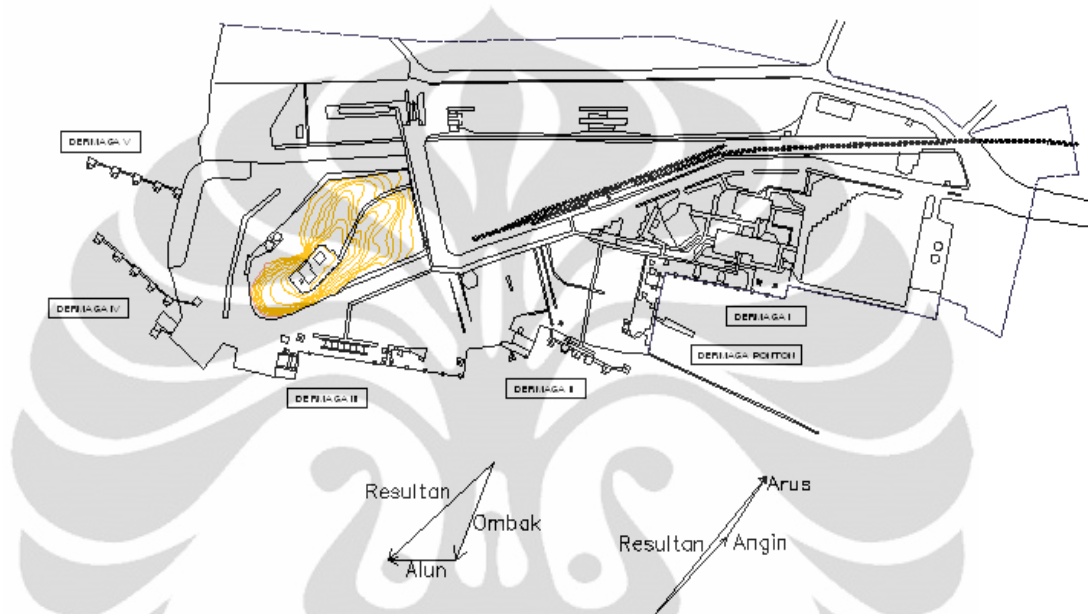 DERMAGA V
DERMAGA IV
DERMAGA I
DERMAGA PONTON
DERMAGA II
DERMAGA III
Resultan
Ombak
Alun
Arus
Resultan
Angin